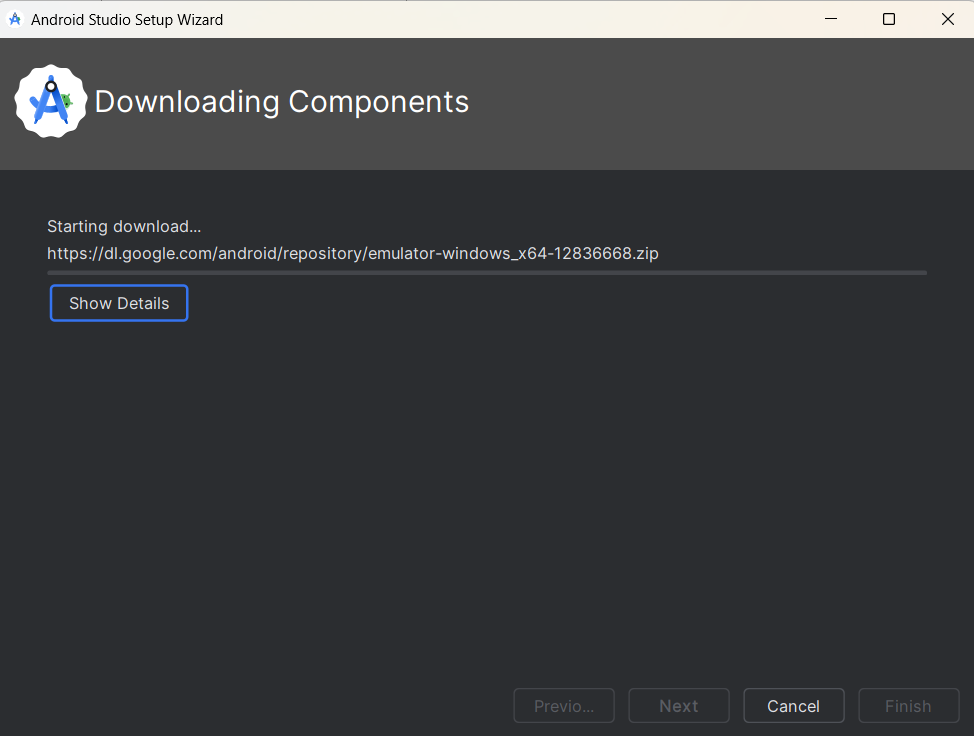 Android Studio Setup Wizard
Downloading Components
Starting download...
https://dl.google.com/android/repository/emulator-windows_x64-12836668.zip
Show Details
Previo... Next Cancel Finish